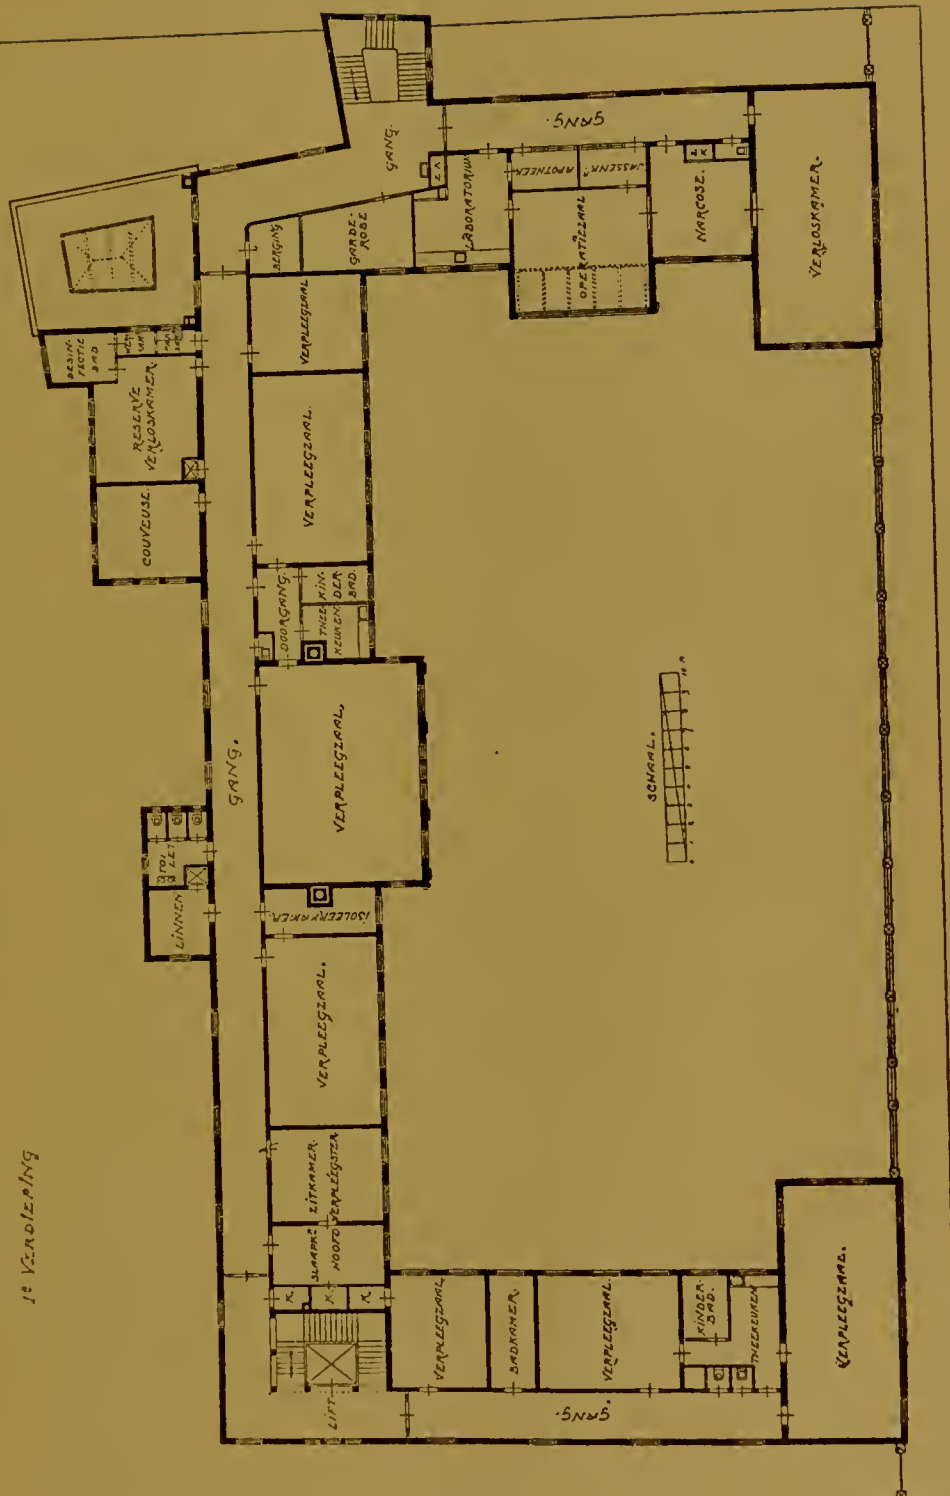 1e VERDIEPING
GANG.
GANG.
BERGING
GARDE-
ROBE
LABORATORIUM
APOTHEEK
JASSENK.
OPERATIEZAAL
NARCOSE.
VERLOSKAMER.
DESIN-
FECTIE
BAD
RESERVE
VERLOSKAMER.
COUVEUSE.
VERPLEEGZAAL
VERPLEEGZAAL.
DOORGANG.
KIN-
DER
BAD.
THEE-
KEUKEN
VERPLEEGZAAL.
GANG.
TOI-
LET
LINNEN
ISOLEERKAMER.
VERPLEEGZAAL.
ZITKAMER.
SLAAPK.
HOOFDVERPLEEGSTER
K.
K.
K.
LIFT
VERPLEEGZAAL
BADKAMER.
VERPLEEGZAAL.
KINDER
BAD.
THEEKEUKEN
VERPLEEGZAAL.
GANG.
SCHAAL.